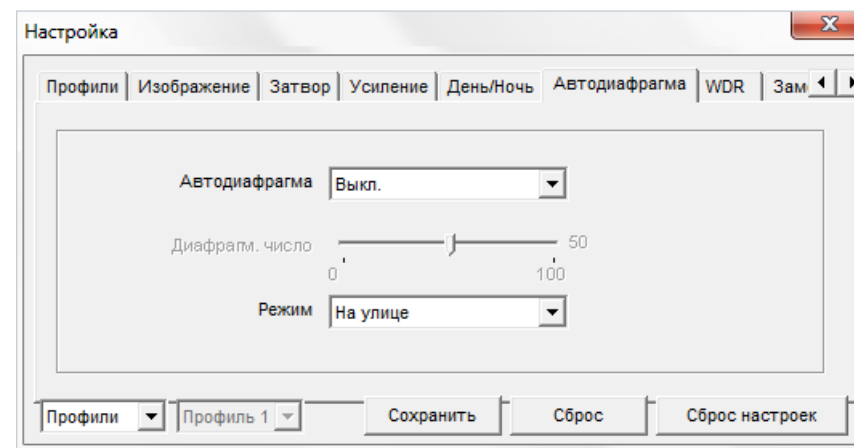 Настройка
Профили Изображение Затвор Усиление День/Ночь Автодиафрагма WDR Зам
Автодиафрагма Выкл.
Диафрагм. число 50
0 100
Режим На улице
Профили Профиль 1 Сохранить Сброс Сброс настроек